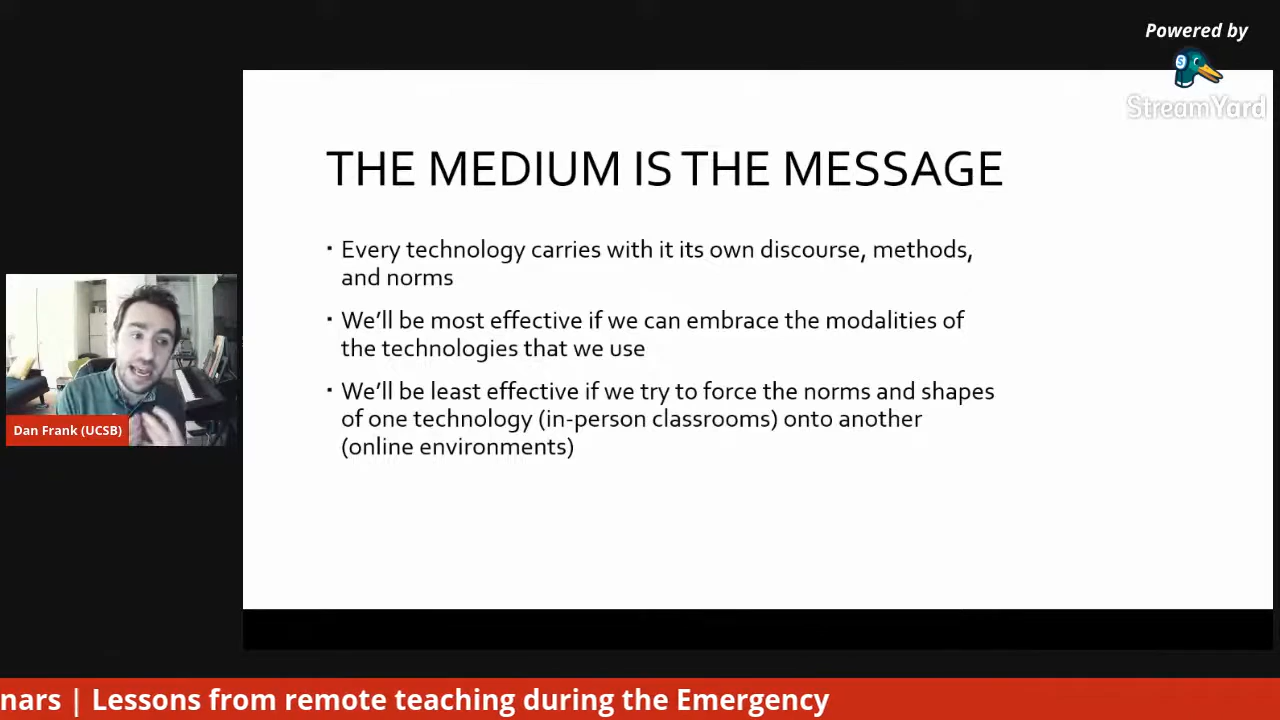 Powered by
StreamYard
THE MEDIUM IS THE MESSAGE
▪ Every technology carries with it its own discourse, methods,
and norms
▪ We’ll be most effective if we can embrace the modalities of
the technologies that we use
▪ We’ll be least effective if we try to force the norms and shapes
of one technology (in-person classrooms) onto another
(online environments)
Dan Frank (UCSB)
nars | Lessons from remote teaching during the Emergency